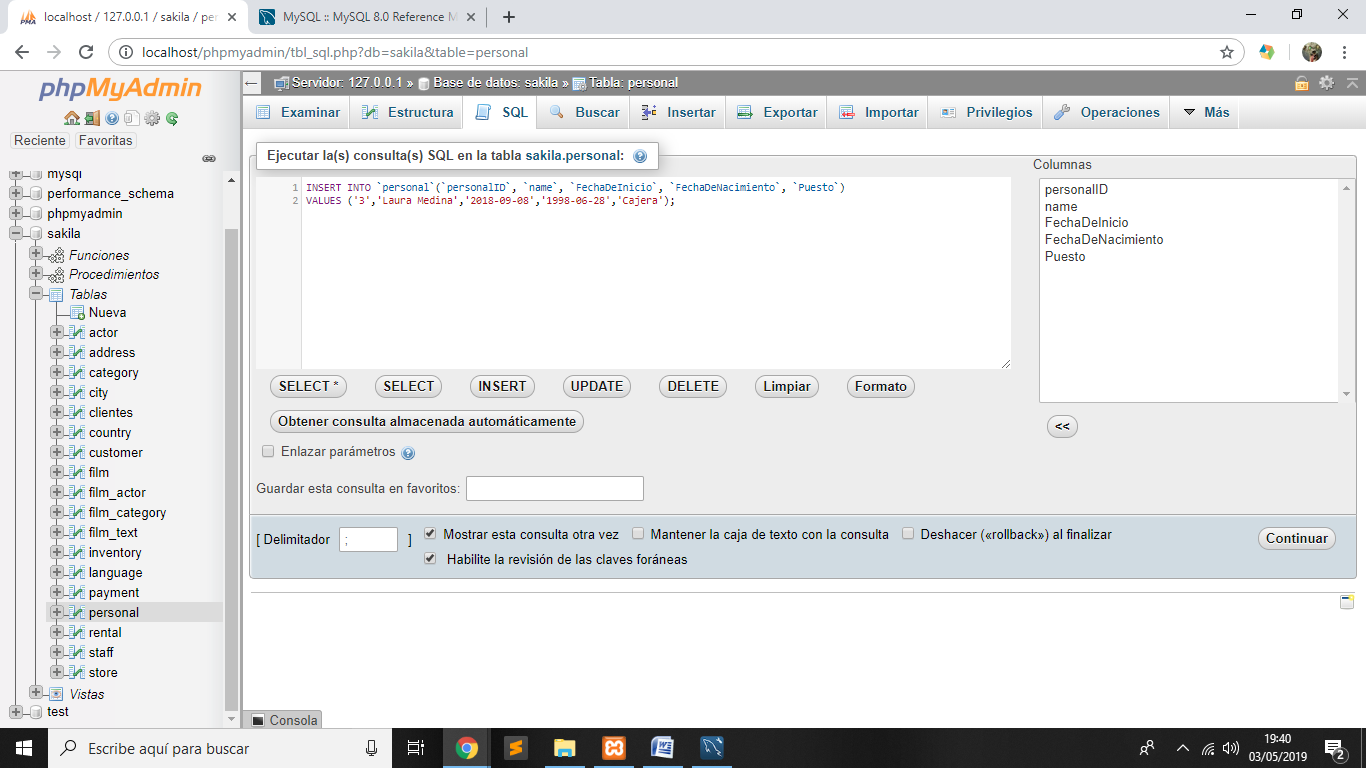 localhost / 127.0.0.1 / sakila / per
MySQL :: MySQL 8.0 Reference M
localhost/phpmyadmin/tbl_sql.php?db=sakila&table=personal
phpMyAdmin
Reciente Favoritas
mysql
performance_schema
phpmyadmin
sakila
Funciones
Procedimientos
Tablas
Nueva
actor
address
category
city
clientes
country
customer
film
film_actor
film_category
film_text
inventory
language
payment
personal
rental
staff
store
Vistas
test
Servidor: 127.0.0.1 » Base de datos: sakila » Tabla: personal
Examinar Estructura SQL Buscar Insertar Exportar Importar Privilegios Operaciones Más
Ejecutar la(s) consulta(s) SQL en la tabla sakila.personal:
1 INSERT INTO `personal`(`personalID`, `name`, `FechaDeInicio`, `FechaDeNacimiento`, `Puesto`)
2 VALUES ('3','Laura Medina','2018-09-08','1998-06-28','Cajera');
Columnas
personalID
name
FechaDeInicio
FechaDeNacimiento
Puesto
<<
SELECT * SELECT INSERT UPDATE DELETE Limpiar Formato
Obtener consulta almacenada automáticamente
Enlazar parámetros
Guardar esta consulta en favoritos:
[ Delimitador ; ] Mostrar esta consulta otra vez Mantener la caja de texto con la consulta Deshacer («rollback») al finalizar
Habilite la revisión de las claves foráneas
Continuar
Consola
Escribe aquí para buscar
19:40
03/05/2019
2